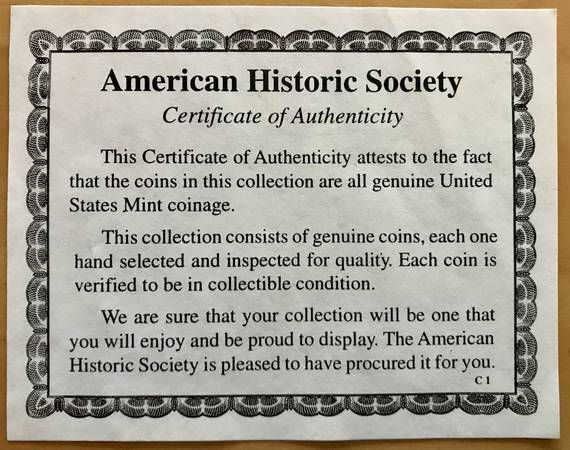 American Historic Society
Certificate of Authenticity
This Certificate of Authenticity attests to the fact
that the coins in this collection are all genuine United
States Mint coinage.
This collection consists of genuine coins, each one
hand selected and inspected for quality. Each coin is
verified to be in collectible condition.
We are sure that your collection will be one that
you will enjoy and be proud to display. The American
Historic Society is pleased to have procured it for you.
C 1